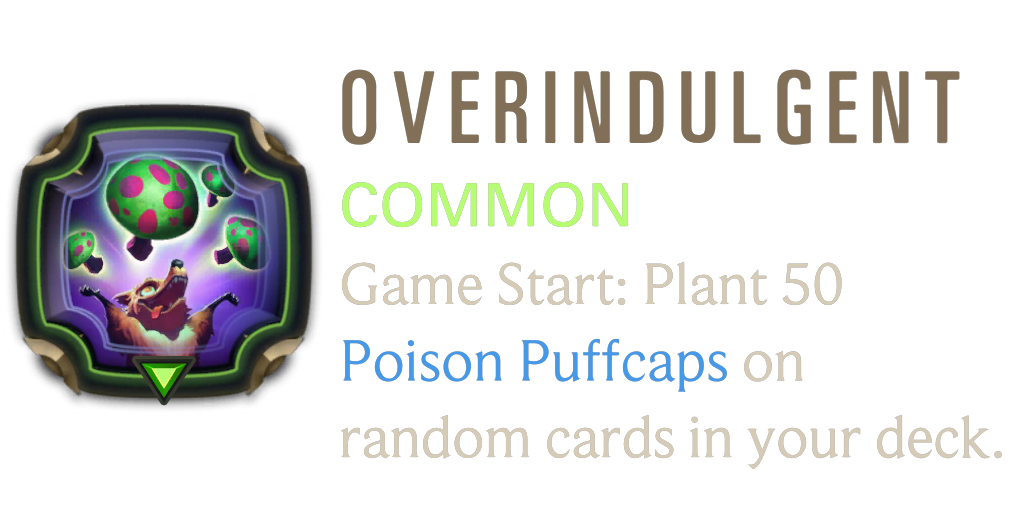 OVERINDULGENT
COMMON
Game Start: Plant 50
Poison Puffcaps on
random cards in your deck.